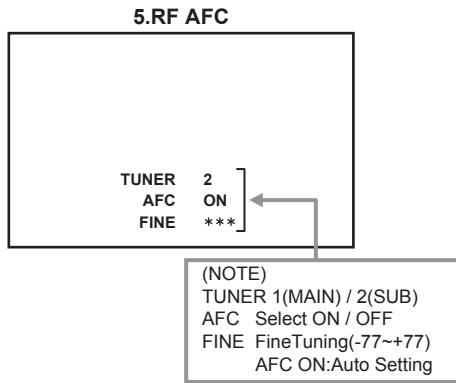 5.RF AFC
TUNER 2
AFC ON
FINE ***
(NOTE)
TUNER 1(MAIN) / 2(SUB)
AFC Select ON / OFF
FINE FineTuning(-77~+77)
AFC ON:Auto Setting